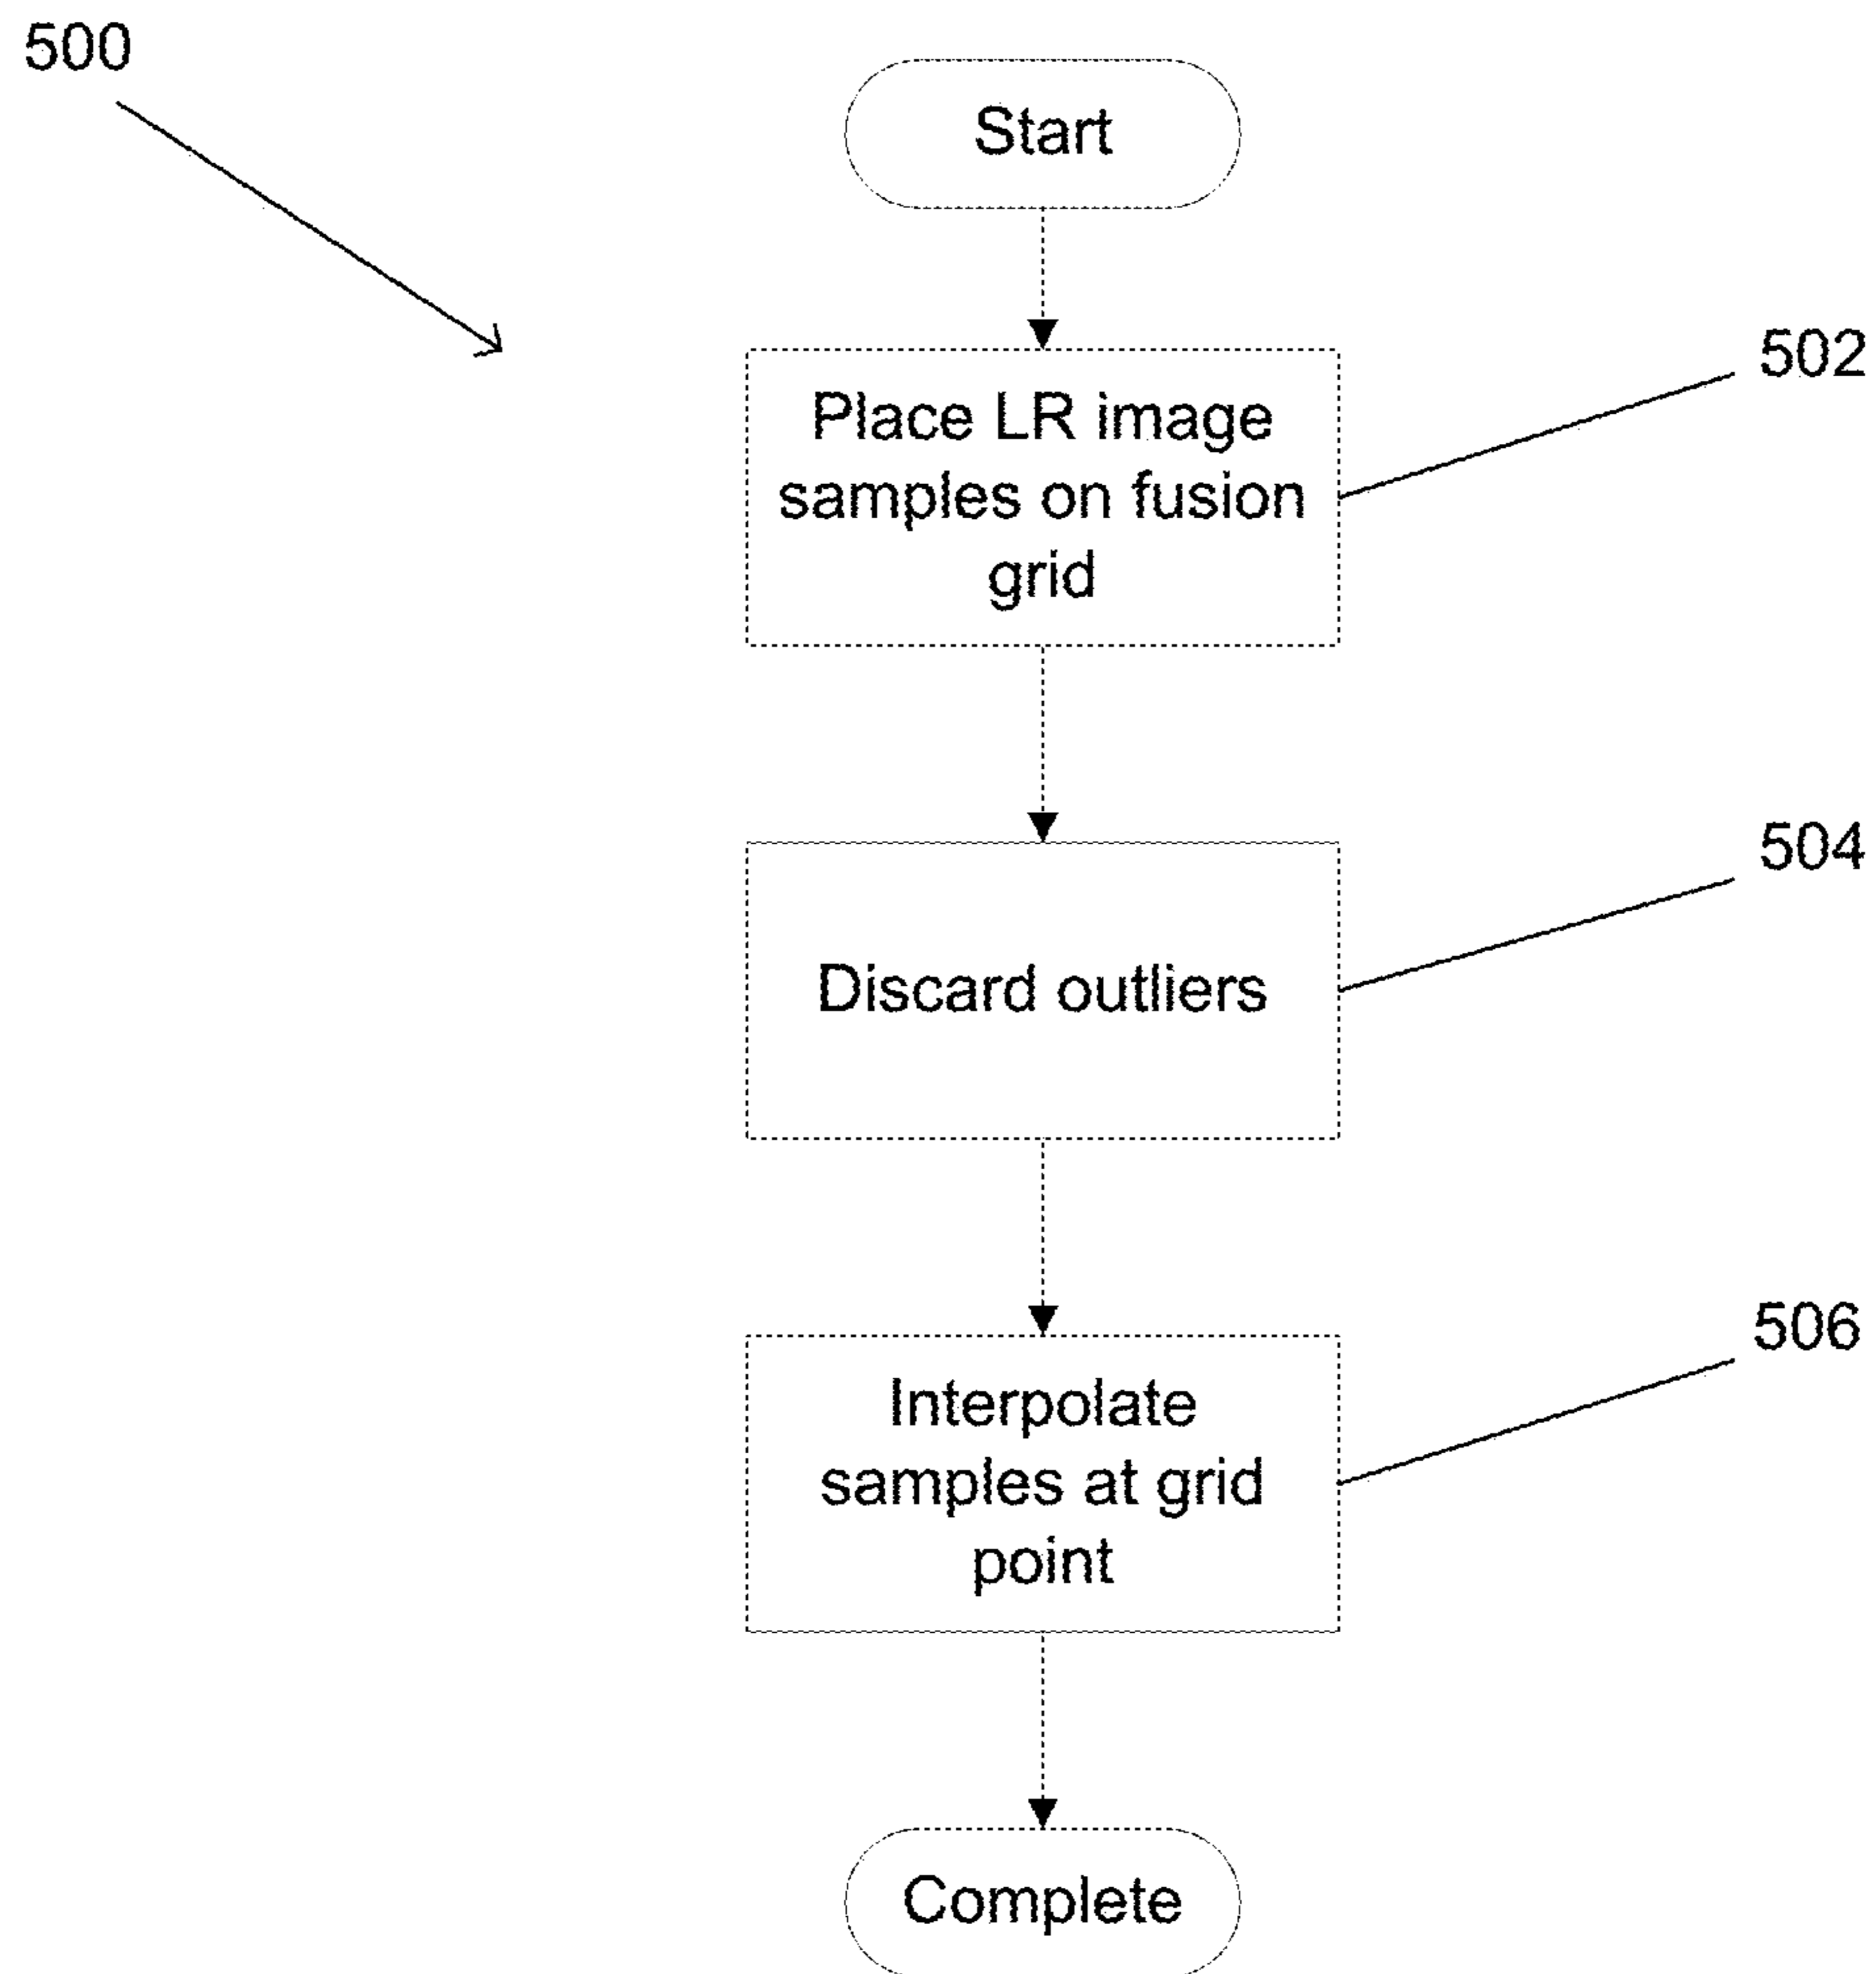 500
Start
502
Place LR image
samples on fusion
grid
504
Discard outliers
506
Interpolate
samples at grid
point
Complete